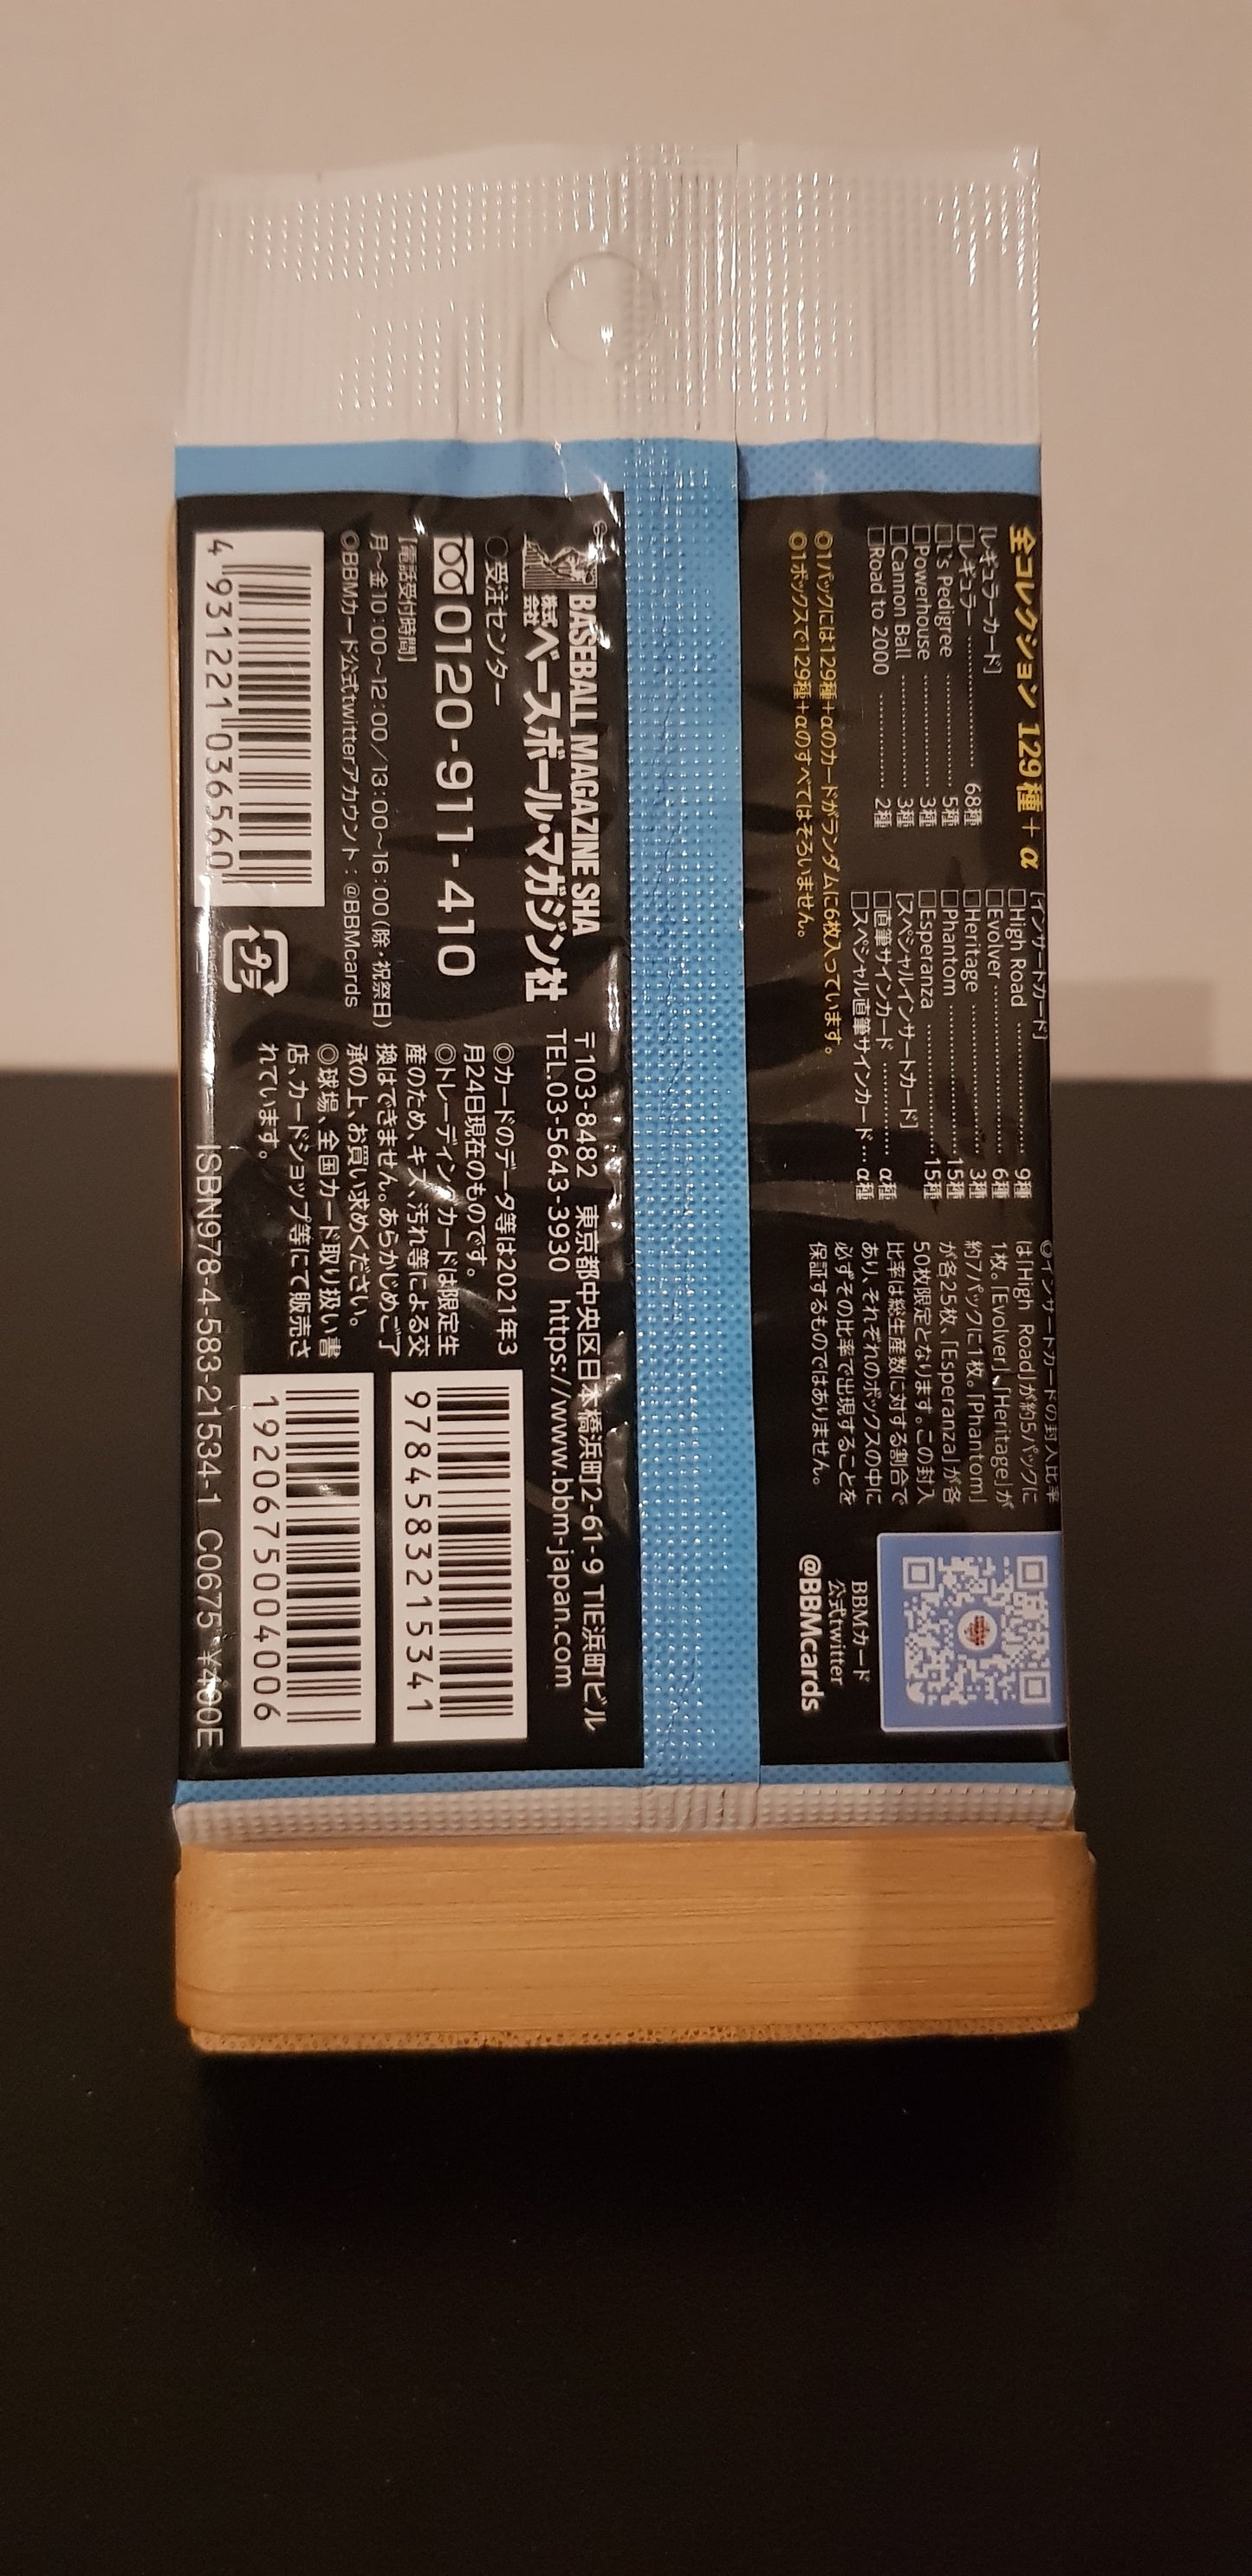 全コレクション 129種+α
[レギュラーカード]
□レギュラー ………… 68種
□L's Pedigree ………… 5種
□Powerhouse ………… 3種
□Cannon Ball ………… 3種
□Road to 2000 ………… 2種
[インサートカード]
□High Road ………… 9種
□Evolver ………… 6種
□Heritage ………… 3種
□Phantom ………… 15種
□Esperanza ………… 15種
[スペシャルインサートカード]
□直筆サインカード ………… α種
□スペシャル直筆サインカード… α種
◎1パックには129種+αのカードがランダムに6枚入っています。
◎1ボックスで129種+αのすべてはそろいません。
◎インサートカードの封入比率
は「High Road」が約5パックに
1枚。「Evolver」、「Heritage」が
約7パックに1枚。「Phantom」
が各25枚、「Esperanza」が各
50枚限定となります。この封入
比率は総生産数に対する割合で
あり、それぞれのボックスの中に
必ずその比率で出現することを
保証するものではありません。
BBMカード
公式twitter
@BBMcards
BASEBALL MAGAZINE SHA
株式会社ベースボール・マガジン社
〒103-8482 東京都中央区日本橋浜町2-61-9 TIE浜町ビル
TEL.03-5643-3930 https://www.bbm-japan.com
◎受注センター
0120-911-410
【電話受付時間】
月~金10:00~12:00/13:00~16:00(除・祝祭日)
◎BBMカード公式twitterアカウント:@BBMcards
4 931221 036560
プラ
◎カードのデータ等は2021年3
月24日現在のものです。
◎トレーディングカードは限定生
産のため、キズ、汚れ等による交
換はできません。あらかじめご了
承の上、お買い求めください。
◎球場、全国カード取り扱い書
店、カードショップ等にて販売さ
れています。
9784583215341
1920675004006
ISBN978-4-583-21534-1 C0675 ¥400E